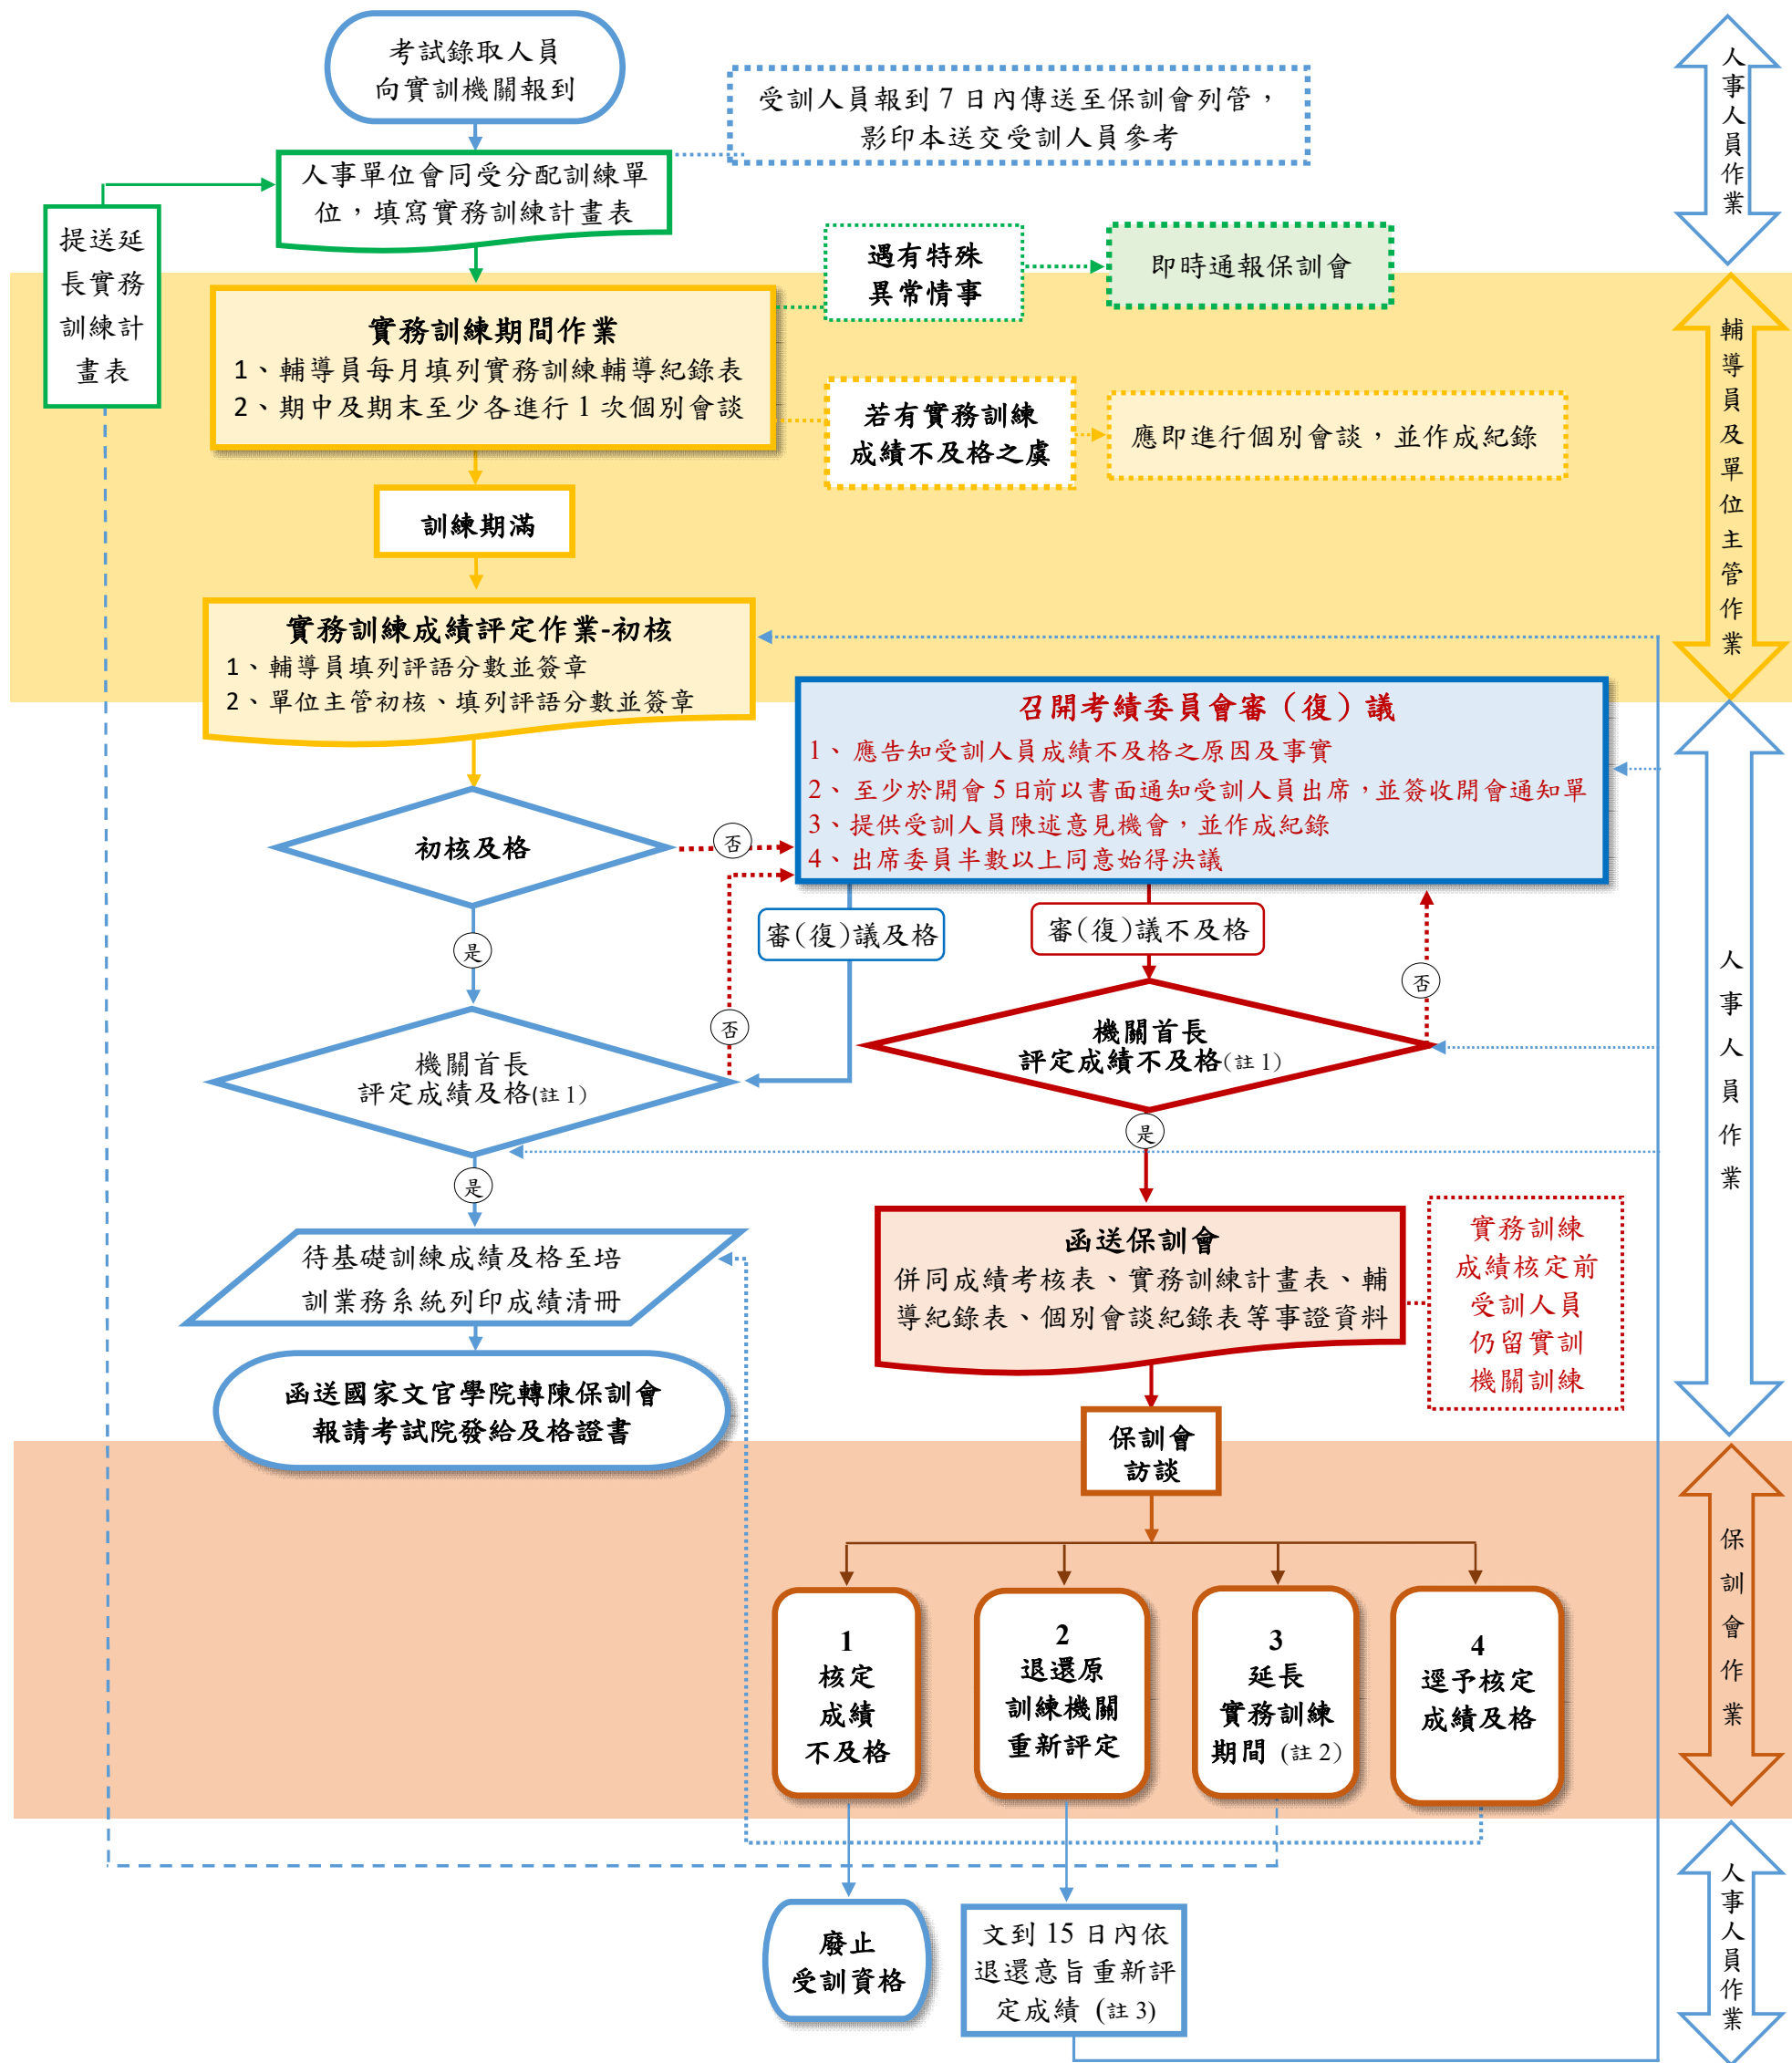 考試錄取人員
向實訓機關報到
受訓人員報到 7 日內傳送至保訓會列管，
影印本送交受訓人員參考
人事人員作業
人事單位會同受分配訓練單
位，填寫實務訓練計畫表
提送延
長實務
訓練計
畫表
遇有特殊
異常情事
即時通報保訓會
實務訓練期間作業
1、輔導員每月填列實務訓練輔導紀錄表
2、期中及期末至少各進行 1 次個別會談
若有實務訓練
成績不及格之虞
應即進行個別會談，並作成紀錄
輔導員及單位主管作業
訓練期滿
實務訓練成績評定作業-初核
1、輔導員填列評語分數並簽章
2、單位主管初核、填列評語分數並簽章
召開考績委員會審（復）議
1、 應告知受訓人員成績不及格之原因及事實
2、 至少於開會 5 日前以書面通知受訓人員出席，並簽收開會通知單
3、提供受訓人員陳述意見機會，並作成紀錄
4、出席委員半數以上同意始得決議
初核及格
否
是
審(復)議及格
審(復)議不及格
否
否
人事人員作業
機關首長
評定成績及格(註 1)
機關首長
評定成績不及格(註 1)
是
是
待基礎訓練成績及格至培
訓業務系統列印成績清冊
函送保訓會
併同成績考核表、實務訓練計畫表、輔
導紀錄表、個別會談紀錄表等事證資料
實務訓練
成績核定前
受訓人員
仍留實訓
機關訓練
函送國家文官學院轉陳保訓會
報請考試院發給及格證書
保訓會
訪談
保訓會作業
1
核定
成績
不及格
2
退還原
訓練機關
重新評定
3
延長
實務訓練
期間 (註 2)
4
逕予核定
成績及格
廢止
受訓資格
文到 15 日內依
退還意旨重新評
定成績 (註 3)
人事人員作業